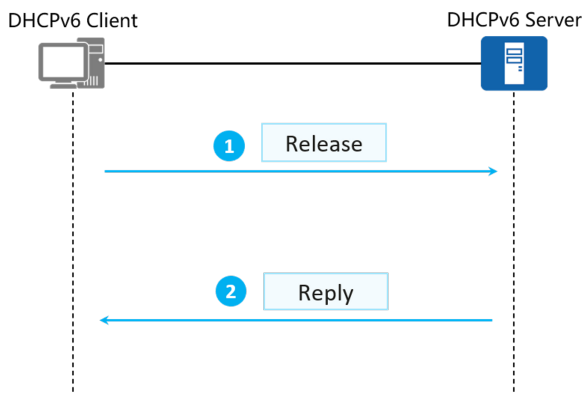 DHCPv6 Client
DHCPv6 Server
1
Release
2
Reply